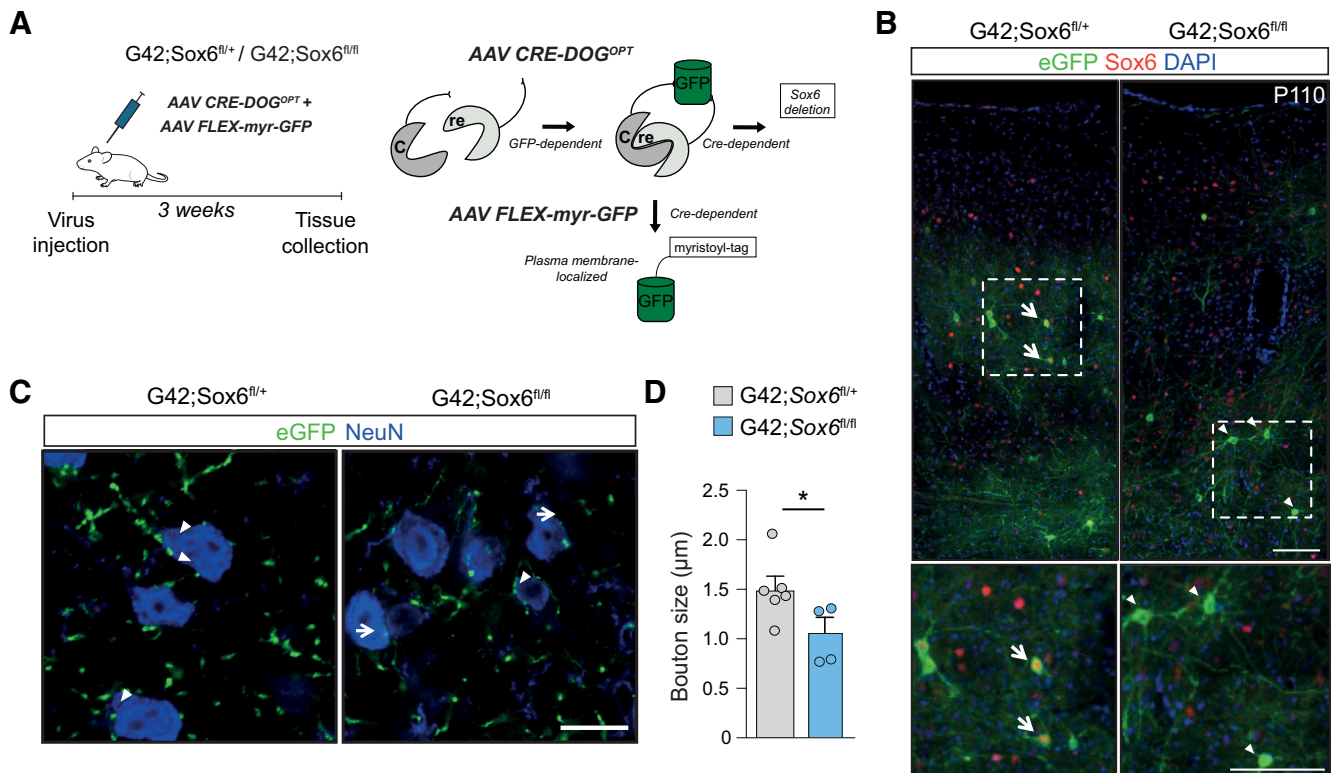 A
G42;Sox6fl/+ / G42;Sox6fl/fl
AAV CRE-DOGOPT +
AAV FLEX-myr-GFP
3 weeks
Virus
injection
Tissue
collection
AAV CRE-DOGOPT
C
re
GFP-dependent
GFP
C
re
Cre-dependent
Sox6
deletion
AAV FLEX-myr-GFP
Cre-dependent
Plasma membrane-
localized
myristoyl-tag
GFP
B
G42;Sox6fl/+
G42;Sox6fl/fl
eGFP Sox6 DAPI
P110
C
G42;Sox6fl/+
G42;Sox6fl/fl
eGFP NeuN
D
G42;Sox6fl/+
G42;Sox6fl/fl
Bouton size (μm)
2.5
2.0
1.5
1.0
0.5
0
*